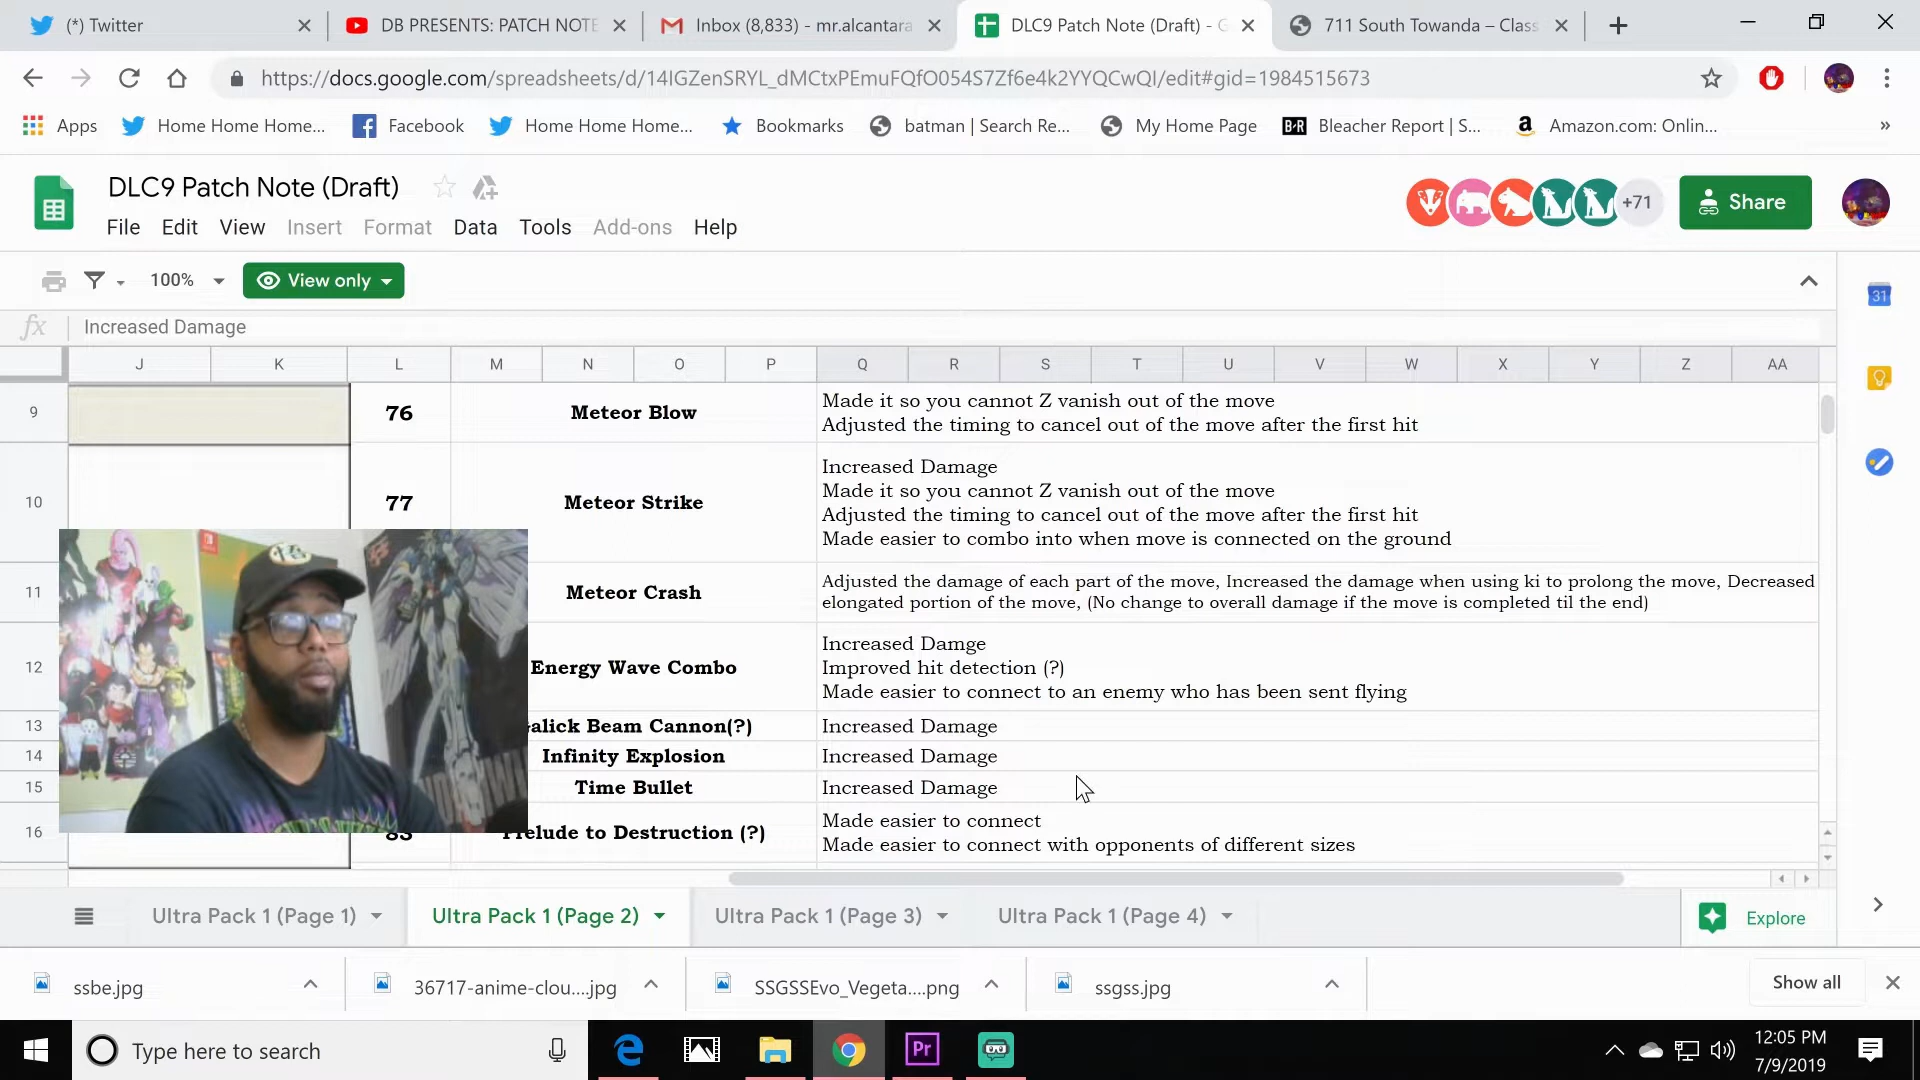 (*) Twitter
DB PRESENTS: PATCH NOTE
Inbox (8,833) - mr.alcantara
DLC9 Patch Note (Draft) - G
711 South Towanda – Class
https://docs.google.com/spreadsheets/d/14IGZenSRYL_dMCtxPEmuFQfO054S7Zf6e4k2YYQCwQI/edit#gid=1984515673
Apps
Home Home Home...
Facebook
Home Home Home...
Bookmarks
batman | Search Re...
My Home Page
B/R
Bleacher Report | S...
Amazon.com: Onlin...
DLC9 Patch Note (Draft)
+71
Share
File Edit View Insert Format Data Tools Add-ons Help
100%
View only
31
fx
Increased Damage
J K L M N O P Q R S T U V W X Y Z AA
9
76
Meteor Blow
Made it so you cannot Z vanish out of the move
Adjusted the timing to cancel out of the move after the first hit
10
77
Meteor Strike
Increased Damage
Made it so you cannot Z vanish out of the move
Adjusted the timing to cancel out of the move after the first hit
Made easier to combo into when move is connected on the ground
11
Meteor Crash
Adjusted the damage of each part of the move, Increased the damage when using ki to prolong the move, Decreased
elongated portion of the move, (No change to overall damage if the move is completed til the end)
12
Energy Wave Combo
Increased Damge
Improved hit detection (?)
Made easier to connect to an enemy who has been sent flying
13
alick Beam Cannon(?)
Increased Damage
14
Infinity Explosion
Increased Damage
15
Time Bullet
Increased Damage
16
83
Prelude to Destruction (?)
Made easier to connect
Made easier to connect with opponents of different sizes
Ultra Pack 1 (Page 1)
Ultra Pack 1 (Page 2)
Ultra Pack 1 (Page 3)
Ultra Pack 1 (Page 4)
Explore
ssbe.jpg
36717-anime-clou....jpg
SSGSSEvo_Vegeta....png
ssgss.jpg
Show all
Type here to search
Pr
12:05 PM
7/9/2019